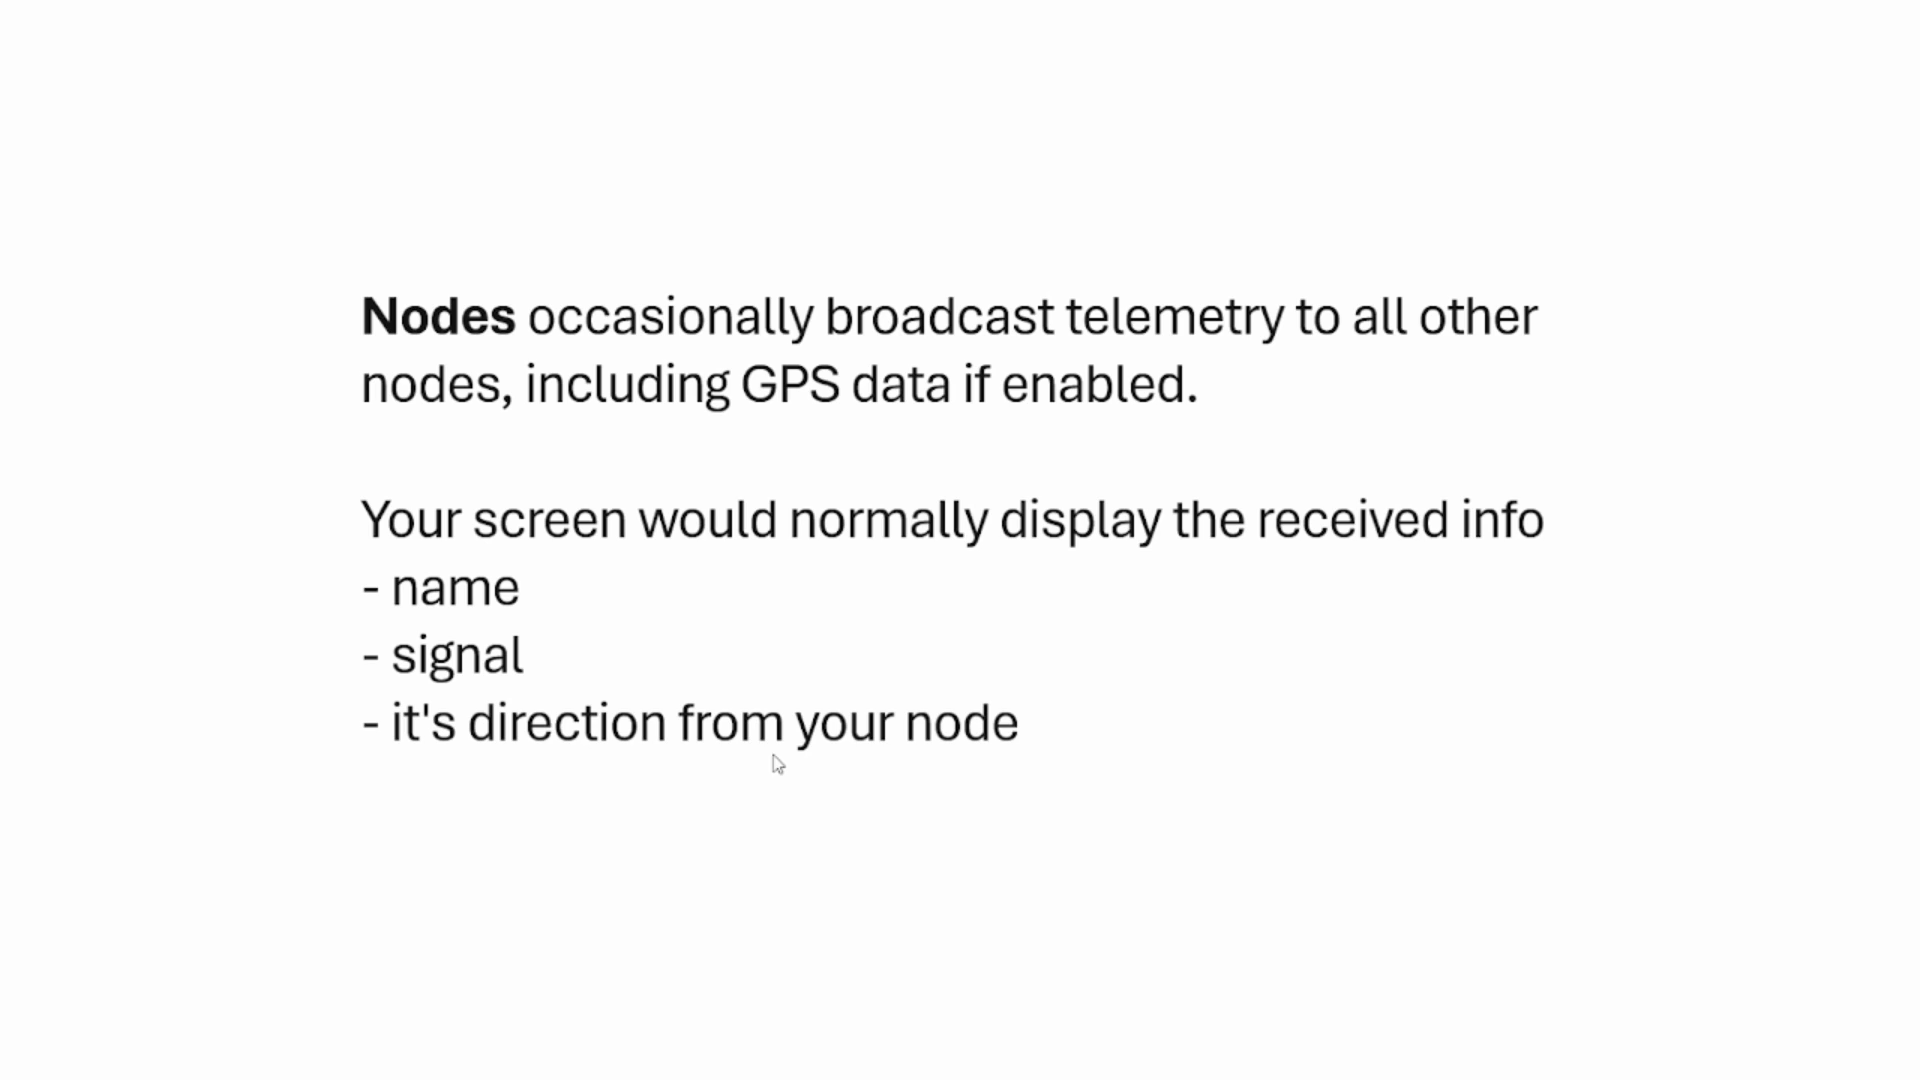 Nodes occasionally broadcast telemetry to all other
nodes, including GPS data if enabled.
Your screen would normally display the received info
- name
- signal
- it's direction from your node